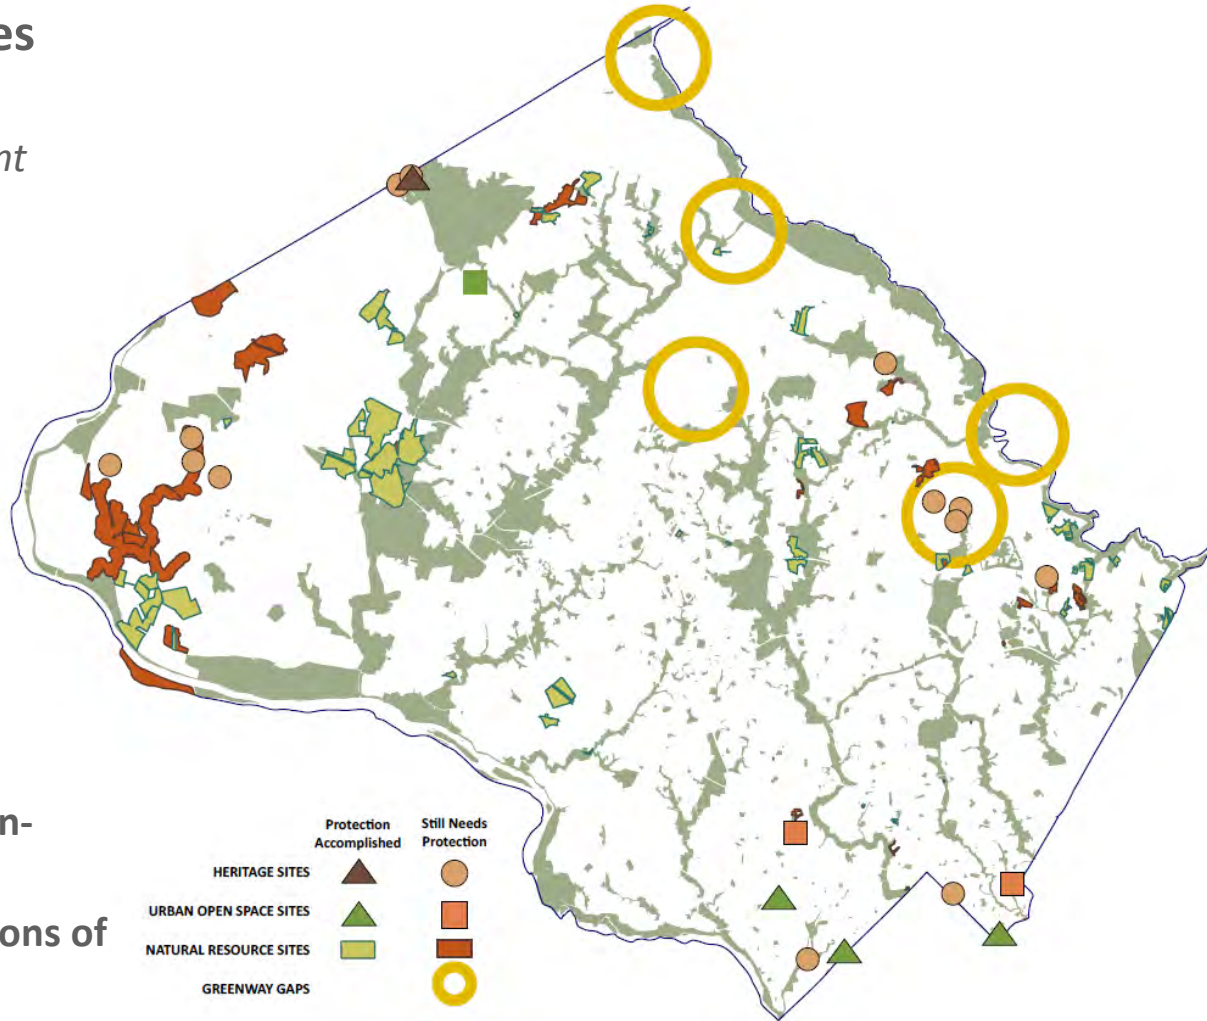 es
nt
n-
ons of
Protection Accomplished
Still Needs Protection
HERITAGE SITES
URBAN OPEN SPACE SITES
NATURAL RESOURCE SITES
GREENWAY GAPS